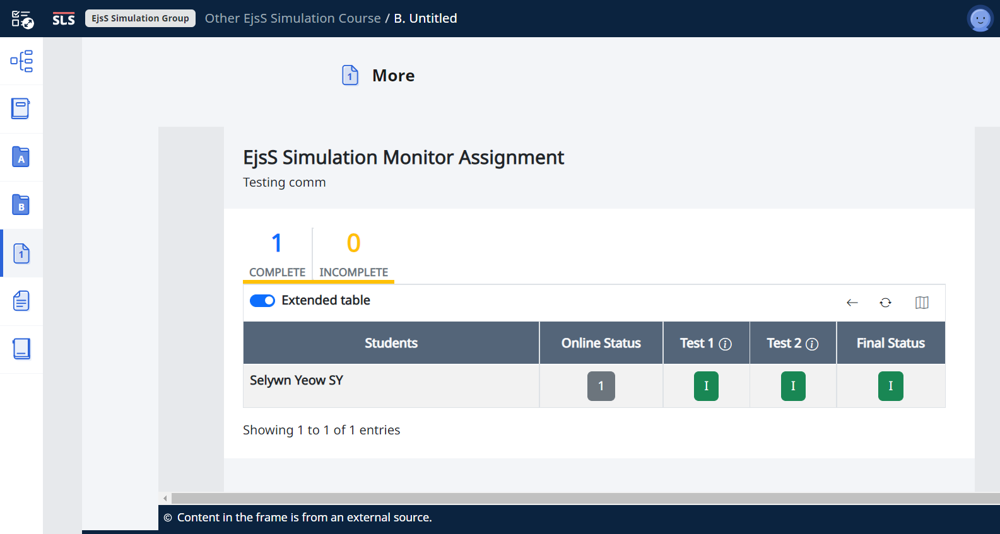 SLS EjsS Simulation Group Other EjsS Simulation Course / B. Untitled
1 More
A
B
1
EjsS Simulation Monitor Assignment
Testing comm
1 0
COMPLETE INCOMPLETE
Extended table
Students Online Status Test 1 Test 2 Final Status
Selywn Yeow SY 1 I I I
Showing 1 to 1 of 1 entries
© Content in the frame is from an external source.